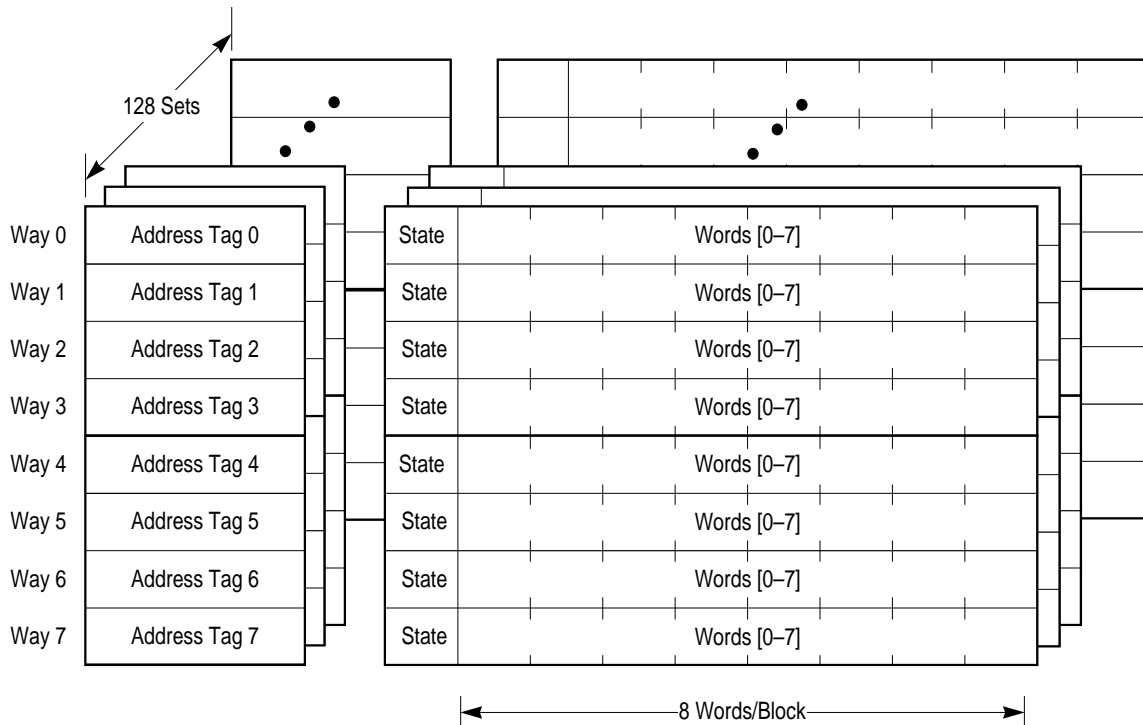 128 Sets
Way 0 Address Tag 0 State Words [0–7]
Way 1 Address Tag 1 State Words [0–7]
Way 2 Address Tag 2 State Words [0–7]
Way 3 Address Tag 3 State Words [0–7]
Way 4 Address Tag 4 State Words [0–7]
Way 5 Address Tag 5 State Words [0–7]
Way 6 Address Tag 6 State Words [0–7]
Way 7 Address Tag 7 State Words [0–7]
8 Words/Block